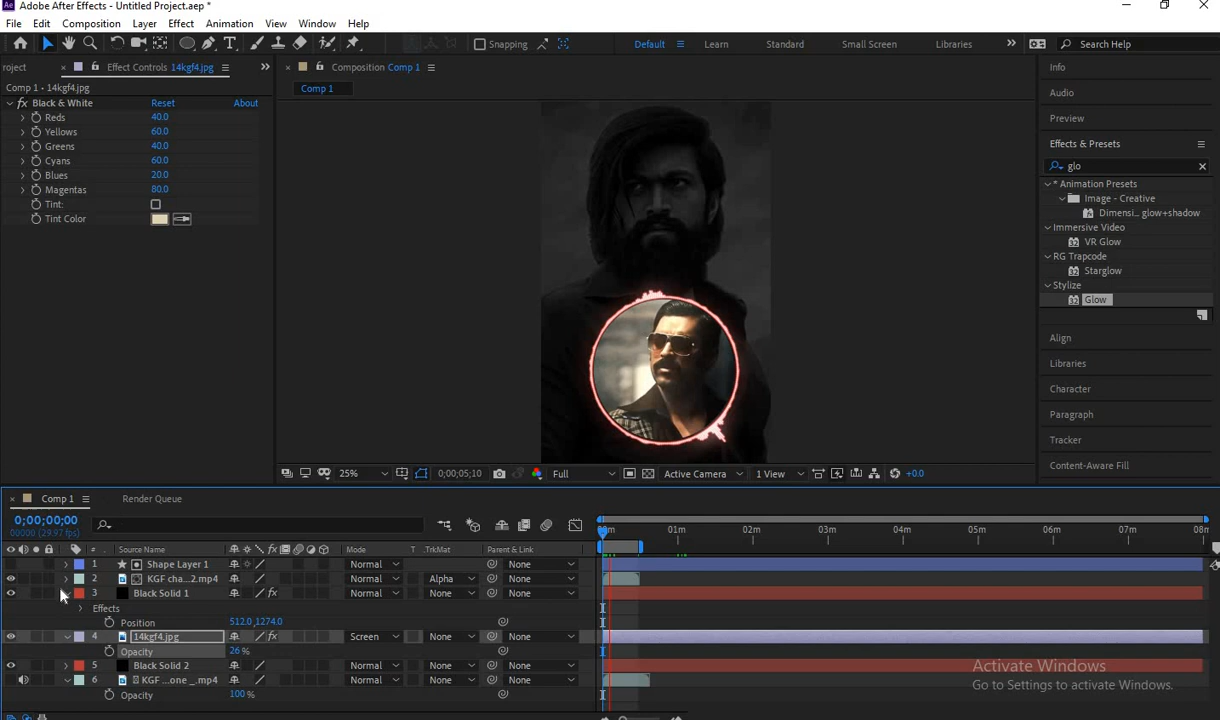 Adobe After Effects - Untitled Project.aep *
File Edit Composition Layer Effect Animation View Window Help
Snapping Default Learn Standard Small Screen Libraries Search Help
roject Effect Controls 14kgf4.jpg Composition Comp 1 Info
Comp 1 • 14kgf4.jpg Comp 1
Audio
Black & White Reset About
Reds 40.0 Preview
Yellows 60.0
Greens 40.0 Effects & Presets
Cyans 60.0 glo
Blues 20.0
Magentas 80.0 * Animation Presets
Tint: Image - Creative
Tint Color Dimensi... glow+shadow
Immersive Video
VR Glow
RG Trapcode
Starglow
Stylize
Glow
Align
Libraries
Character
Paragraph
Tracker
Content-Aware Fill
25% 0;00;05;10 Full Active Camera 1 View +0.0
Comp 1 Render Queue
0;00;00;00
00000 (29.97 fps)
00m 01m 02m 03m 04m 05m 06m 07m 08m
# Source Name Mode T .TrkMat Parent & Link
1 Shape Layer 1 Normal None
2 KGF cha...2.mp4 Normal Alpha None
3 Black Solid 1 Normal None None
Effects
Position 512.0,1274.0
4 14kgf4.jpg Screen None None
Opacity 26 %
5 Black Solid 2 Normal None None
6 KGF ...one _.mp4 Normal None None
Opacity 100 %
Activate Windows
Go to Settings to activate Windows.